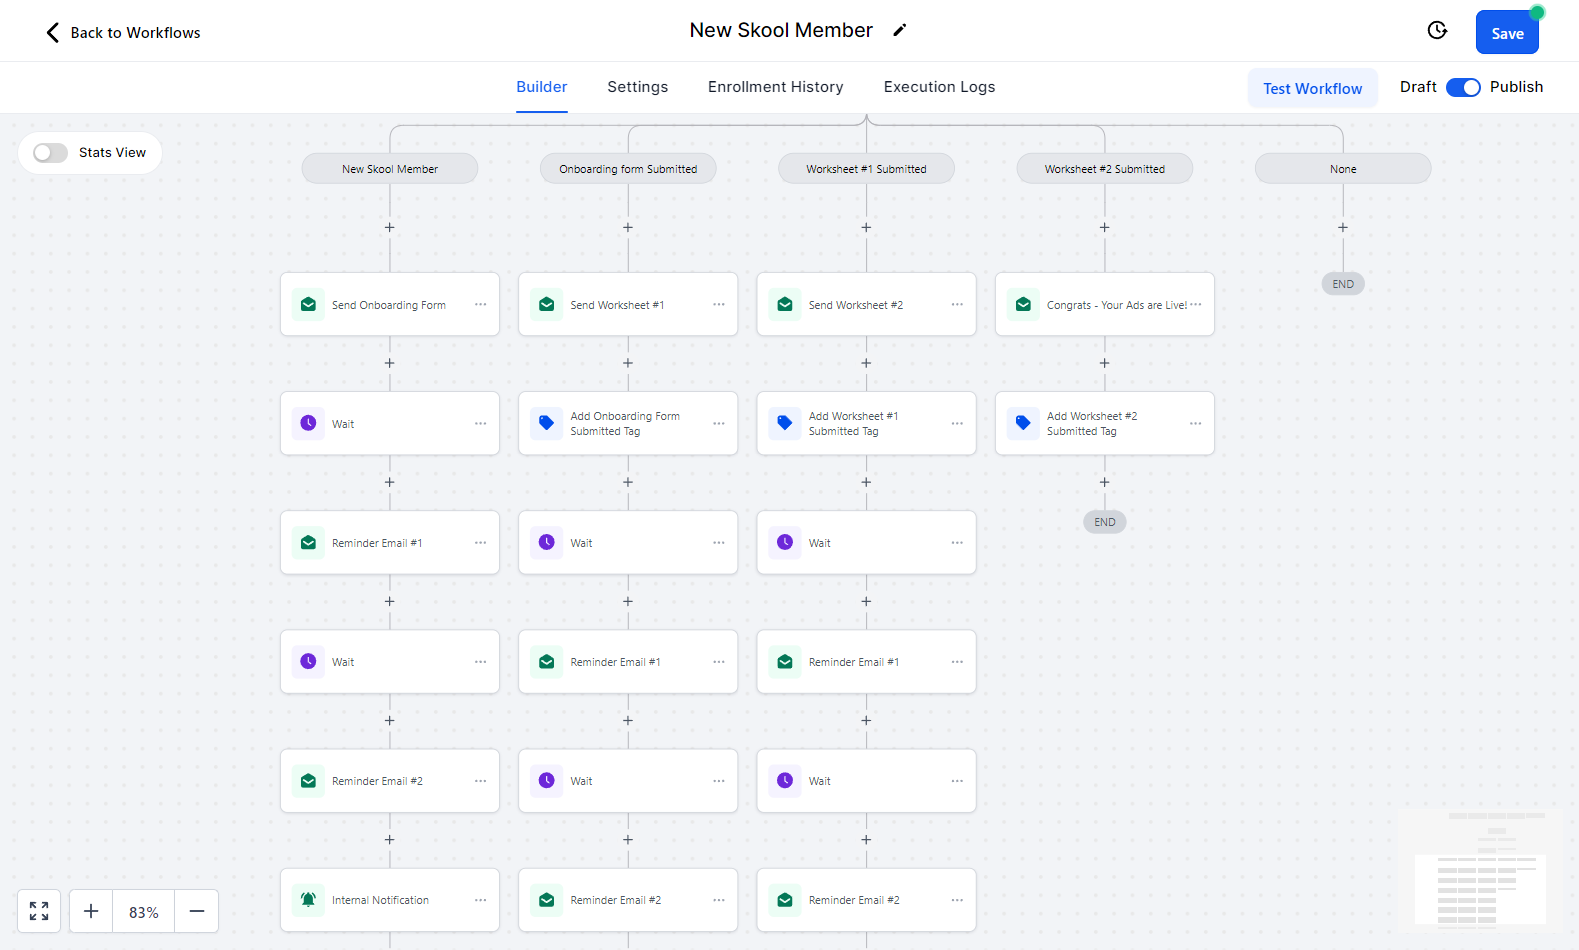 Back to Workflows
New Skool Member
Save
Builder
Settings
Enrollment History
Execution Logs
Test Workflow
Draft
Publish
Stats View
New Skool Member
Onboarding form Submitted
Worksheet #1 Submitted
Worksheet #2 Submitted
None
Send Onboarding Form
Send Worksheet #1
Send Worksheet #2
Congrats - Your Ads are Live!
END
Wait
Add Onboarding Form
Submitted Tag
Add Worksheet #1
Submitted Tag
Add Worksheet #2
Submitted Tag
Reminder Email #1
Wait
Wait
END
Wait
Reminder Email #1
Reminder Email #1
Reminder Email #2
Wait
Wait
Internal Notification
Reminder Email #2
Reminder Email #2
83%